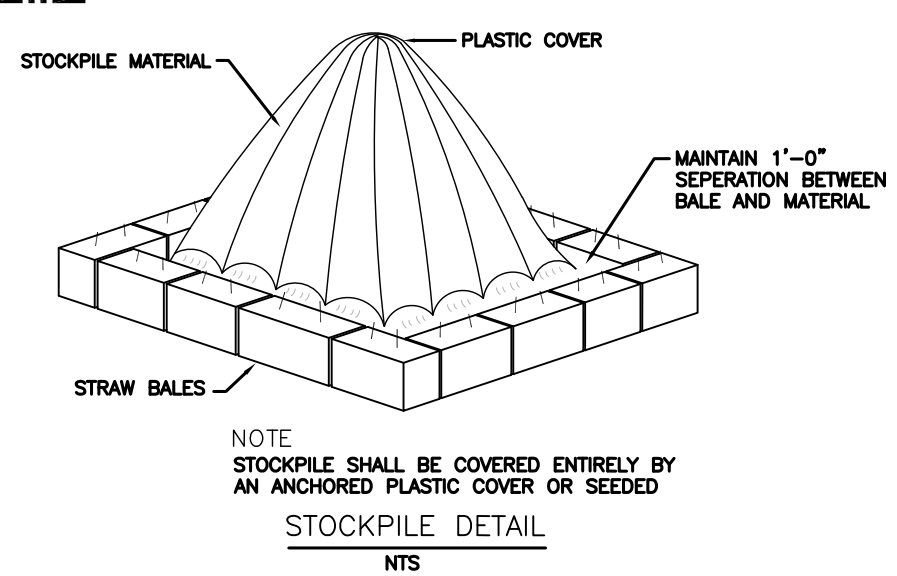 PLASTIC COVER
STOCKPILE MATERIAL
MAINTAIN 1'-0"
SEPERATION BETWEEN
BALE AND MATERIAL
STRAW BALES
NOTE
STOCKPILE SHALL BE COVERED ENTIRELY BY
AN ANCHORED PLASTIC COVER OR SEEDED
STOCKPILE DETAIL
NTS